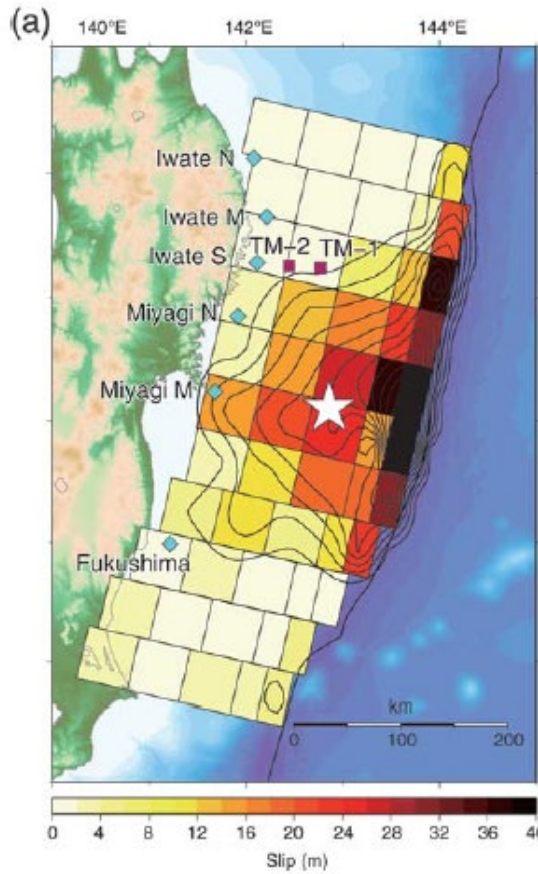 (a)
140°E 142°E 144°E
Iwate N
Iwate M
Iwate S
TM-2 TM-1
Miyagi N
Miyagi M
Fukushima
km
0 100 200
0 4 8 12 16 20 24 28 32 36 40
Slip (m)